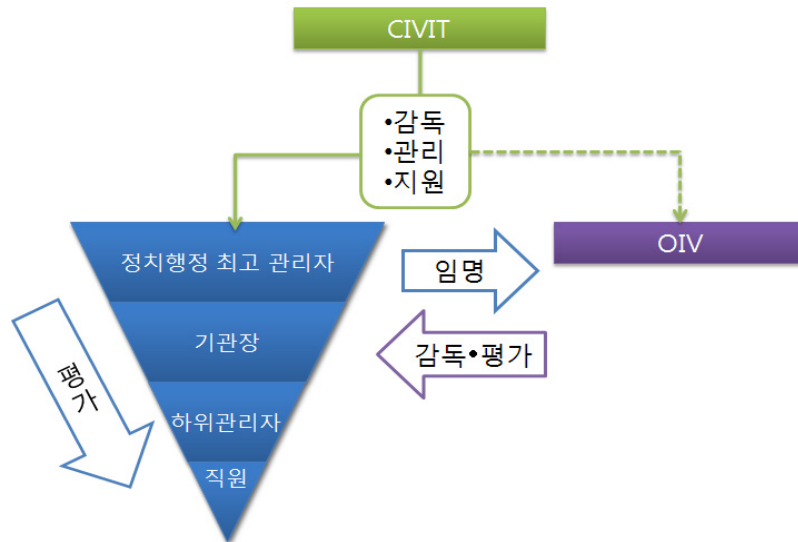 CIVIT
•감독
•관리
•지원
정치행정 최고 관리자
임명
OIV
기관장
감독•평가
평가
하위관리자
직원